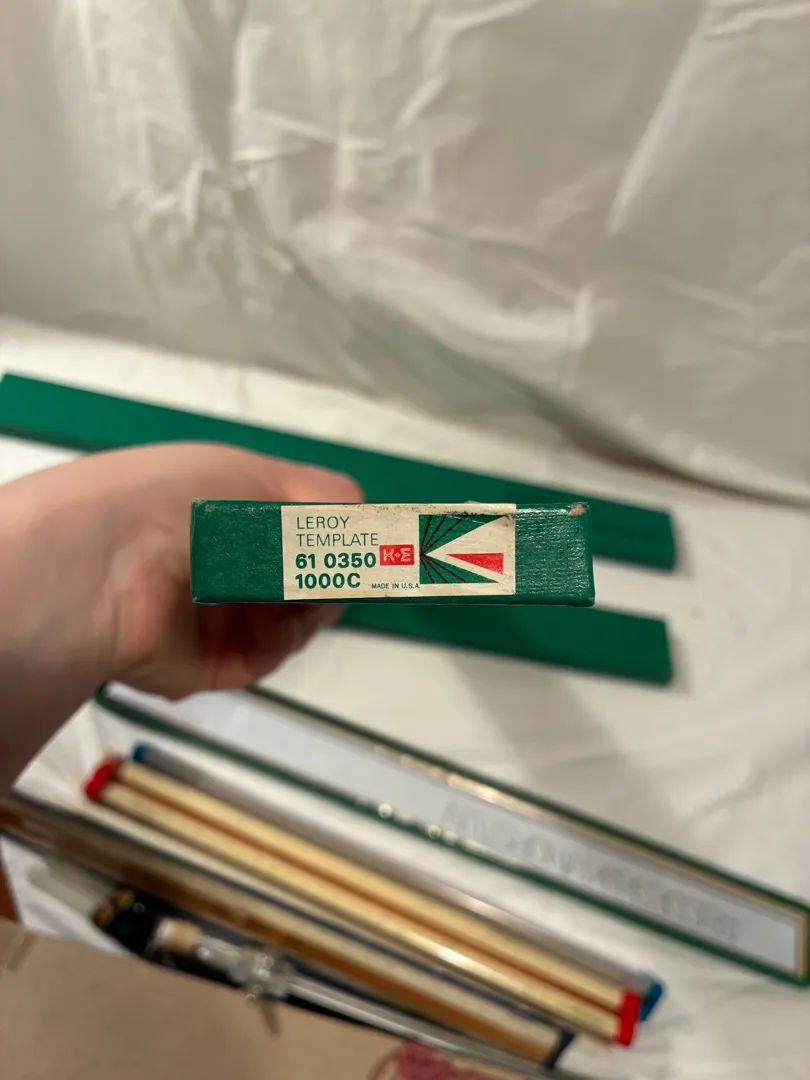 LEROY
TEMPLATE
61 0350 K+E
1000C MADE IN U.S.A.